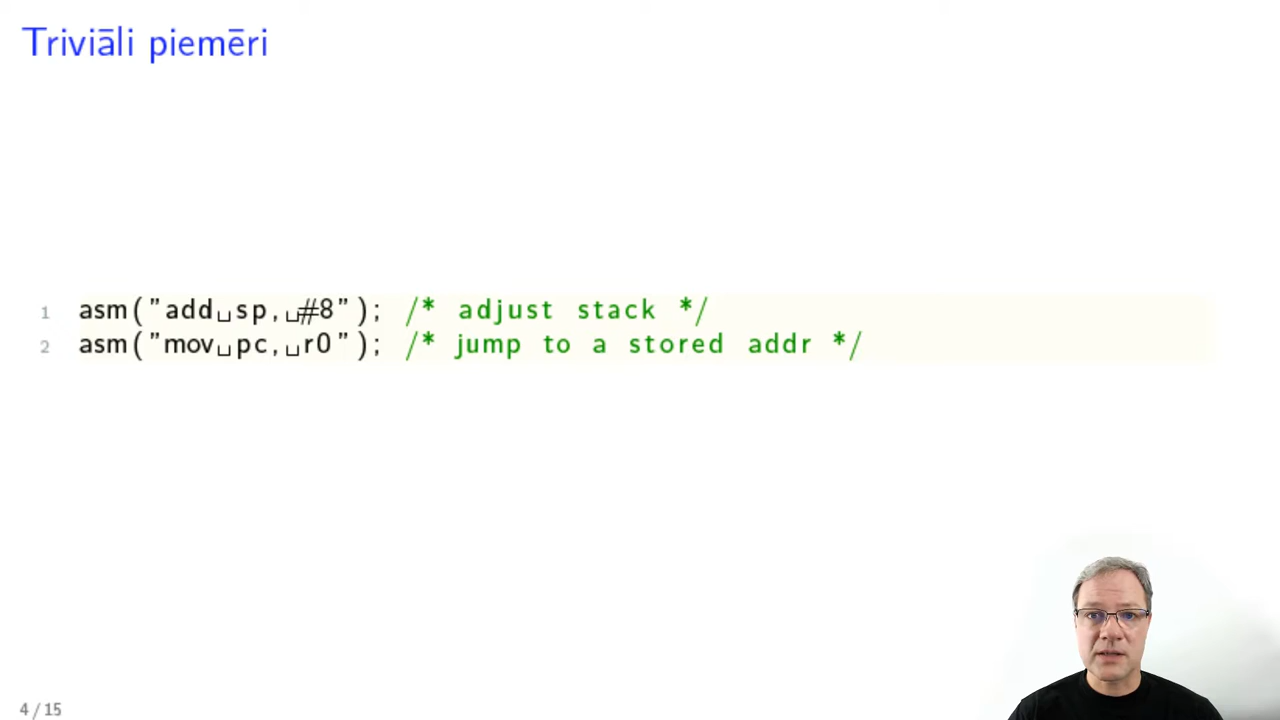 Triviāli piemēri
1 asm("add␣sp,␣#8"); /* adjust stack */
2 asm("mov␣pc,␣r0"); /* jump to a stored addr */
4 / 15